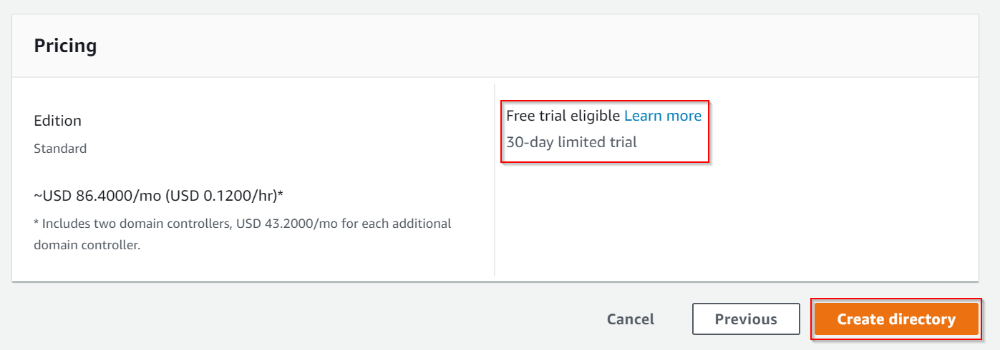 Pricing
Edition
Standard
~USD 86.4000/mo (USD 0.1200/hr)*
* Includes two domain controllers, USD 43.2000/mo for each additional
domain controller.
Free trial eligible Learn more
30-day limited trial
Cancel
Previous
Create directory